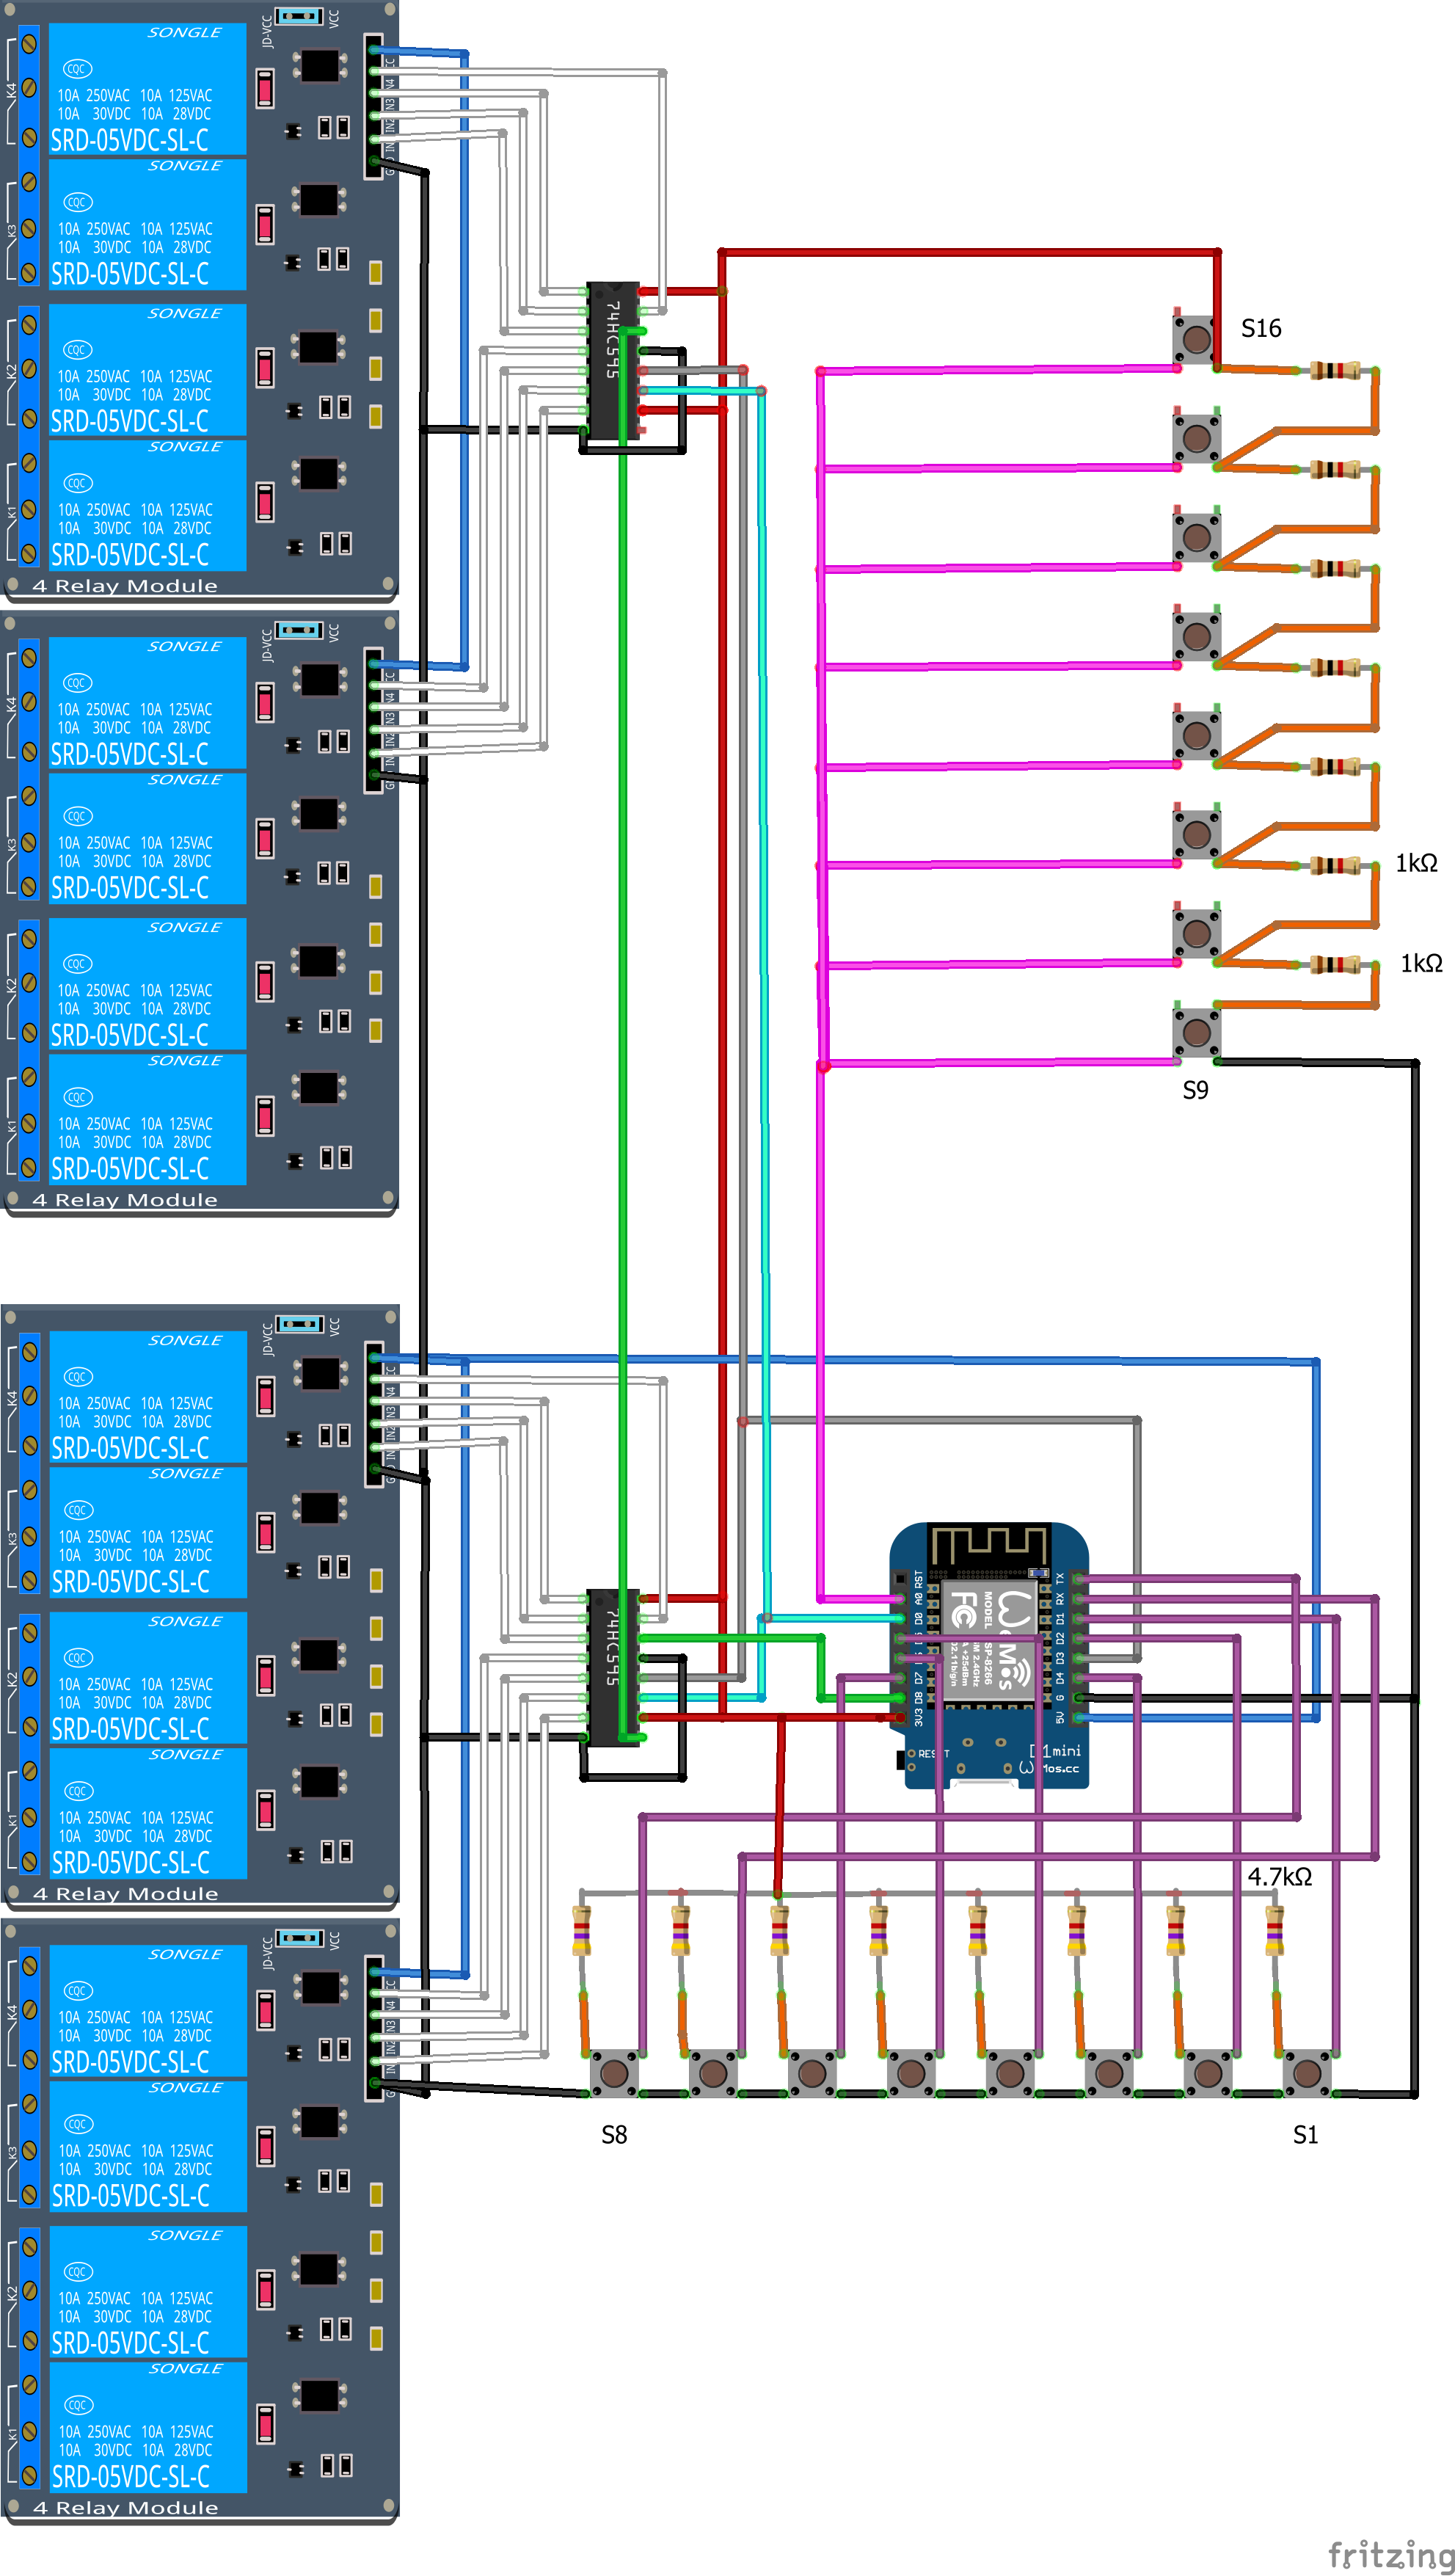 JD-VCC
VCC
SONGLE
CQC
10A 250VAC 10A 125VAC
10A 30VDC 10A 28VDC
SRD-05VDC-SL-C
K4
SONGLE
CQC
10A 250VAC 10A 125VAC
10A 30VDC 10A 28VDC
SRD-05VDC-SL-C
K3
SONGLE
CQC
10A 250VAC 10A 125VAC
10A 30VDC 10A 28VDC
SRD-05VDC-SL-C
K2
SONGLE
CQC
10A 250VAC 10A 125VAC
10A 30VDC 10A 28VDC
SRD-05VDC-SL-C
K1
4 Relay Module
JD-VCC
VCC
SONGLE
CQC
10A 250VAC 10A 125VAC
10A 30VDC 10A 28VDC
SRD-05VDC-SL-C
K4
SONGLE
CQC
10A 250VAC 10A 125VAC
10A 30VDC 10A 28VDC
SRD-05VDC-SL-C
K3
SONGLE
CQC
10A 250VAC 10A 125VAC
10A 30VDC 10A 28VDC
SRD-05VDC-SL-C
K2
SONGLE
CQC
10A 250VAC 10A 125VAC
10A 30VDC 10A 28VDC
SRD-05VDC-SL-C
K1
4 Relay Module
JD-VCC
VCC
SONGLE
CQC
10A 250VAC 10A 125VAC
10A 30VDC 10A 28VDC
SRD-05VDC-SL-C
K4
SONGLE
CQC
10A 250VAC 10A 125VAC
10A 30VDC 10A 28VDC
SRD-05VDC-SL-C
K3
SONGLE
CQC
10A 250VAC 10A 125VAC
10A 30VDC 10A 28VDC
SRD-05VDC-SL-C
K2
SONGLE
CQC
10A 250VAC 10A 125VAC
10A 30VDC 10A 28VDC
SRD-05VDC-SL-C
K1
4 Relay Module
JD-VCC
VCC
SONGLE
CQC
10A 250VAC 10A 125VAC
10A 30VDC 10A 28VDC
SRD-05VDC-SL-C
K4
SONGLE
CQC
10A 250VAC 10A 125VAC
10A 30VDC 10A 28VDC
SRD-05VDC-SL-C
K3
SONGLE
CQC
10A 250VAC 10A 125VAC
10A 30VDC 10A 28VDC
SRD-05VDC-SL-C
K2
SONGLE
CQC
10A 250VAC 10A 125VAC
10A 30VDC 10A 28VDC
SRD-05VDC-SL-C
K1
4 Relay Module
74HC595
74HC595
S16
1kΩ
1kΩ
S9
RST
A0
D0
D7
D8
3V3
TX
RX
D1
D2
D3
D4
G
5V
MODEL
FC
RESET
D1 mini
4.7kΩ
S8
S1
fritzing